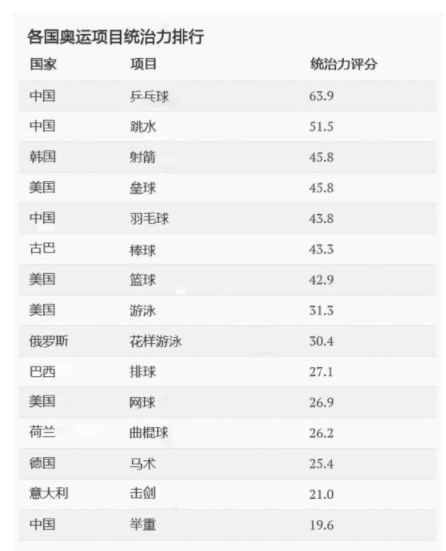 各国奥运项目统治力排行
国家 项目 统治力评分
中国 乒乓球 63.9
中国 跳水 51.5
韩国 射箭 45.8
美国 垒球 45.8
中国 羽毛球 43.8
古巴 棒球 43.3
美国 篮球 42.9
美国 游泳 31.3
俄罗斯 花样游泳 30.4
巴西 排球 27.1
美国 网球 26.9
荷兰 曲棍球 26.2
德国 马术 25.4
意大利 击剑 21.0
中国 举重 19.6